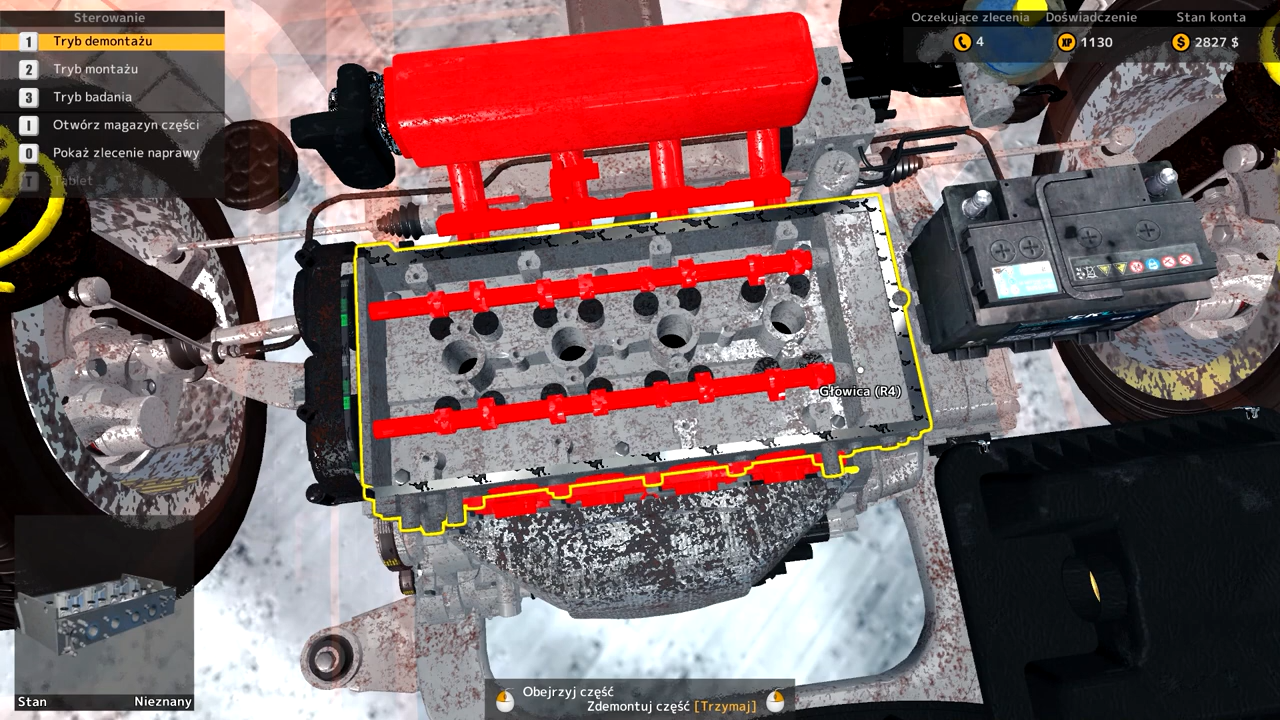 Sterowanie
1 Tryb demontażu
2 Tryb montażu
3 Tryb badania
I Otwórz magazyn części
O Pokaż zlecenie naprawy
T Tablet
Oczekujące zlecenia Doświadczenie Stan konta
4 XP 1130 $ 2827 $
Głowica (R4)
Stan Nieznany
Obejrzyj część
Zdemontuj część [Trzymaj]